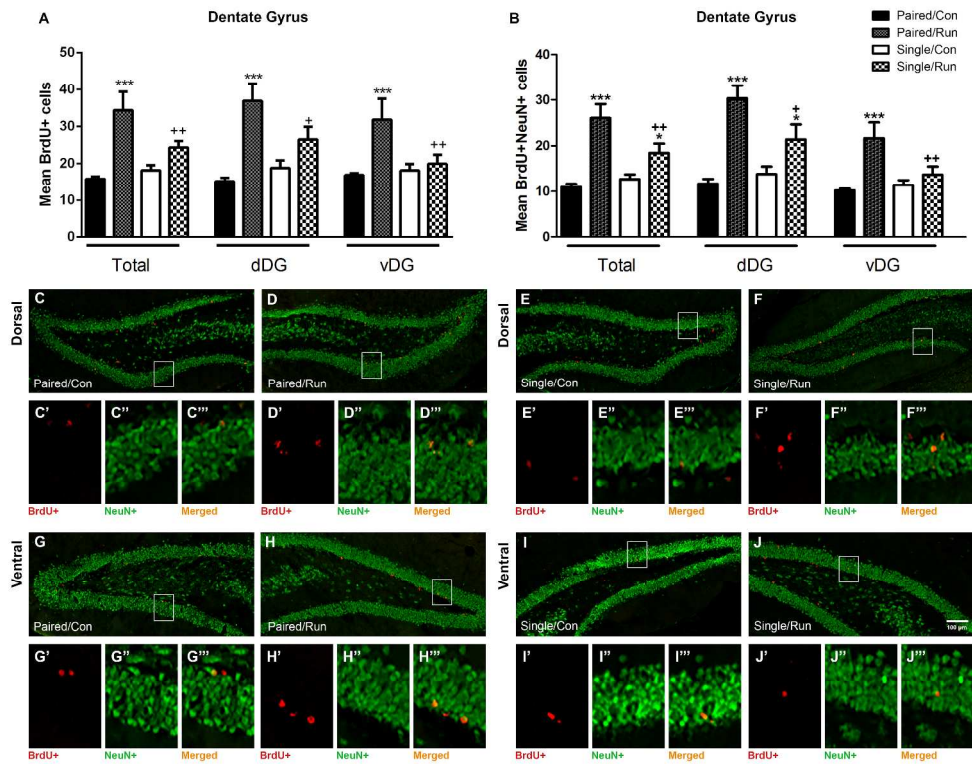 A
Dentate Gyrus
Mean BrdU+ cells
50
40
30
20
10
0
***
++
***
+
***
++
Total
dDG
vDG
B
Dentate Gyrus
Paired/Con
Paired/Run
Single/Con
Single/Run
Mean BrdU+NeuN+ cells
40
30
20
10
0
***
++
*
***
+
*
***
++
Total
dDG
vDG
Dorsal
C
Paired/Con
D
Paired/Run
C' C'' C''' D' D'' D'''
BrdU+ NeuN+ Merged BrdU+ NeuN+ Merged
Dorsal
E
Single/Con
F
Single/Run
E' E'' E''' F' F'' F'''
BrdU+ NeuN+ Merged BrdU+ NeuN+ Merged
Ventral
G
Paired/Con
H
Paired/Run
G' G'' G''' H' H'' H'''
BrdU+ NeuN+ Merged BrdU+ NeuN+ Merged
Ventral
I
Single/Con
J
Single/Run
100 µm
I' I'' I''' J' J'' J'''
BrdU+ NeuN+ Merged BrdU+ NeuN+ Merged